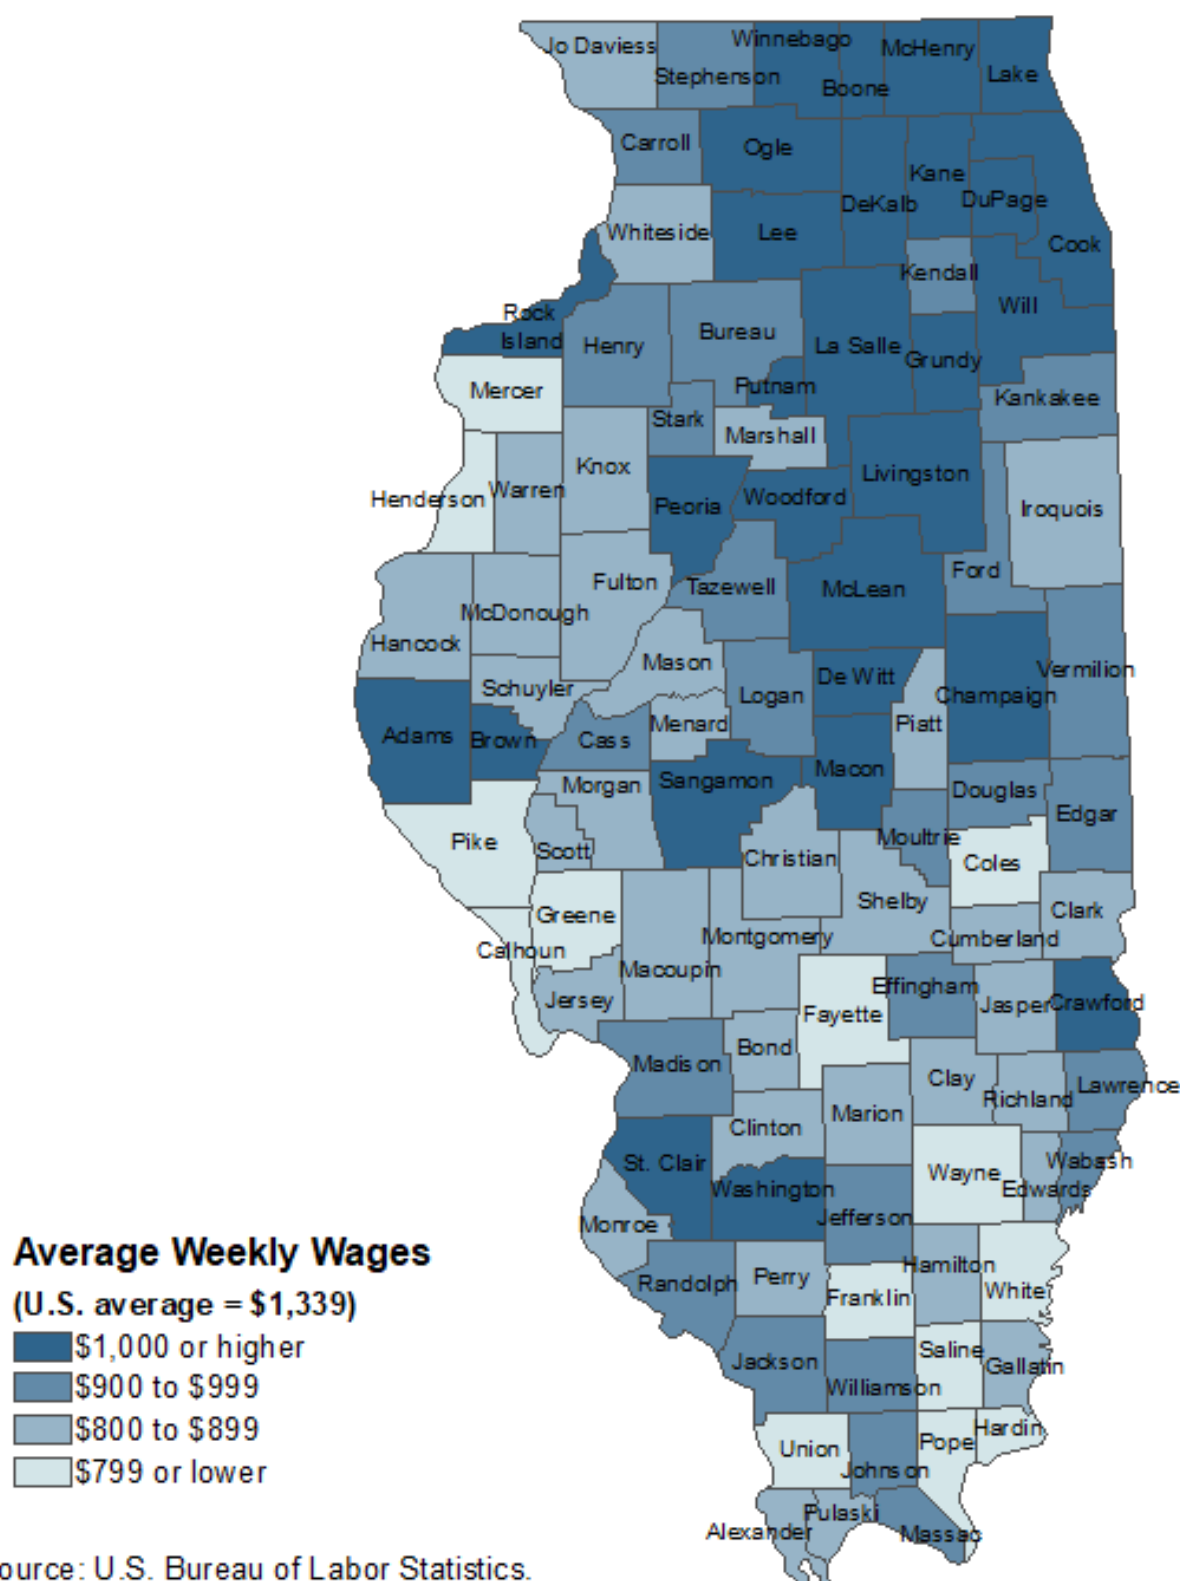 Jo Daviess
Stephenson
Winnebago
Boone
McHenry
Lake
Carroll
Ogle
DeKalb
Kane
DuPage
Cook
Whiteside
Lee
Kendall
Will
Rock
Island
Henry
Bureau
La Salle
Grundy
Putnam
Kankakee
Mercer
Stark
Marshall
Knox
Henderson
Warren
Peoria
Woodford
Livingston
Iroquois
Ford
Fulton
Tazewell
McLean
McDonough
Hancock
Mason
Schuyler
Logan
De Witt
Piatt
Champaign
Vermilion
Adams
Brown
Cass
Menard
Morgan
Sangamon
Macon
Douglas
Edgar
Pike
Scott
Christian
Moultrie
Coles
Greene
Shelby
Clark
Calhoun
Macoupin
Montgomery
Cumberland
Jersey
Fayette
Effingham
Jasper
Crawford
Madison
Bond
Clay
Richland
Lawrence
Marion
Clinton
St. Clair
Washington
Wayne
Edwards
Wabash
Monroe
Jefferson
Randolph
Perry
Franklin
Hamilton
White
Jackson
Williamson
Saline
Gallatin
Union
Johnson
Pope
Hardin
Alexander
Pulaski
Massac
Average Weekly Wages
(U.S. average = $1,339)
$1,000 or higher
$900 to $999
$800 to $899
$799 or lower
ource: U.S. Bureau of Labor Statistics.